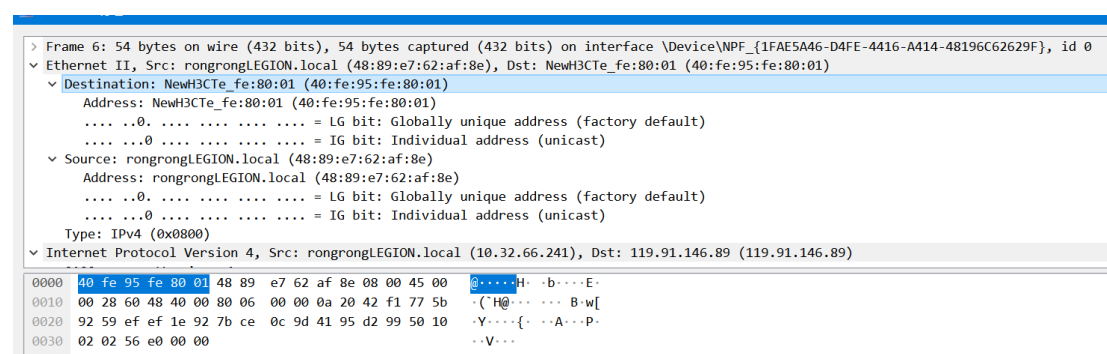 > Frame 6: 54 bytes on wire (432 bits), 54 bytes captured (432 bits) on interface \Device\NPF_{1FAE5A46-D4FE-4416-A414-48196C62629F}, id 0
Ethernet II, Src: rongrongLEGION.local (48:89:e7:62:af:8e), Dst: NewH3CTe_fe:80:01 (40:fe:95:fe:80:01)
Destination: NewH3CTe_fe:80:01 (40:fe:95:fe:80:01)
Address: NewH3CTe_fe:80:01 (40:fe:95:fe:80:01)
.... ..0. .... .... .... .... = LG bit: Globally unique address (factory default)
.... ...0 .... .... .... .... = IG bit: Individual address (unicast)
Source: rongrongLEGION.local (48:89:e7:62:af:8e)
Address: rongrongLEGION.local (48:89:e7:62:af:8e)
.... ..0. .... .... .... .... = LG bit: Globally unique address (factory default)
.... ...0 .... .... .... .... = IG bit: Individual address (unicast)
Type: IPv4 (0x0800)
Internet Protocol Version 4, Src: rongrongLEGION.local (10.32.66.241), Dst: 119.91.146.89 (119.91.146.89)
0000 40 fe 95 fe 80 01 48 89 e7 62 af 8e 08 00 45 00 @·····H· ·b····E·
0010 00 28 60 48 40 00 80 06 00 00 0a 20 42 f1 77 5b ·(`H@··· ··· B·w[
0020 92 59 ef ef 1e 92 7b ce 0c 9d 41 95 d2 99 50 10 ·Y····{· ··A···P·
0030 02 02 56 e0 00 00 ··V···